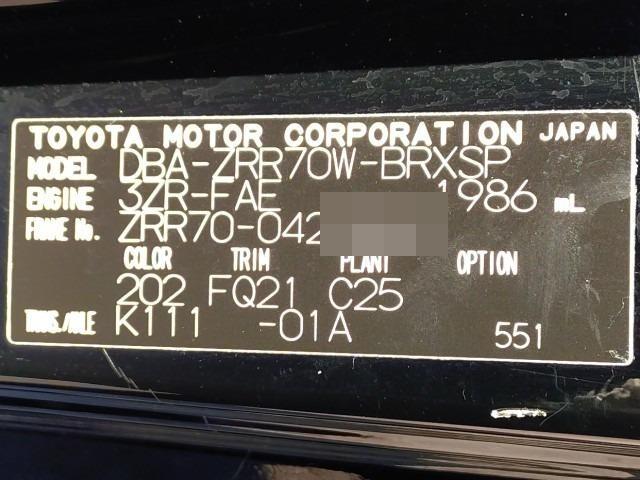 TOYOTA MOTOR CORPORATION JAPAN
MODEL DBA-ZRR70W-BRXSP
ENGINE 3ZR-FAE 1986 mL
FRAME No. ZRR70-042
COLOR TRIM PLANT OPTION
202 FQ21 C25
TRANS./AXLE K111 -01A 551